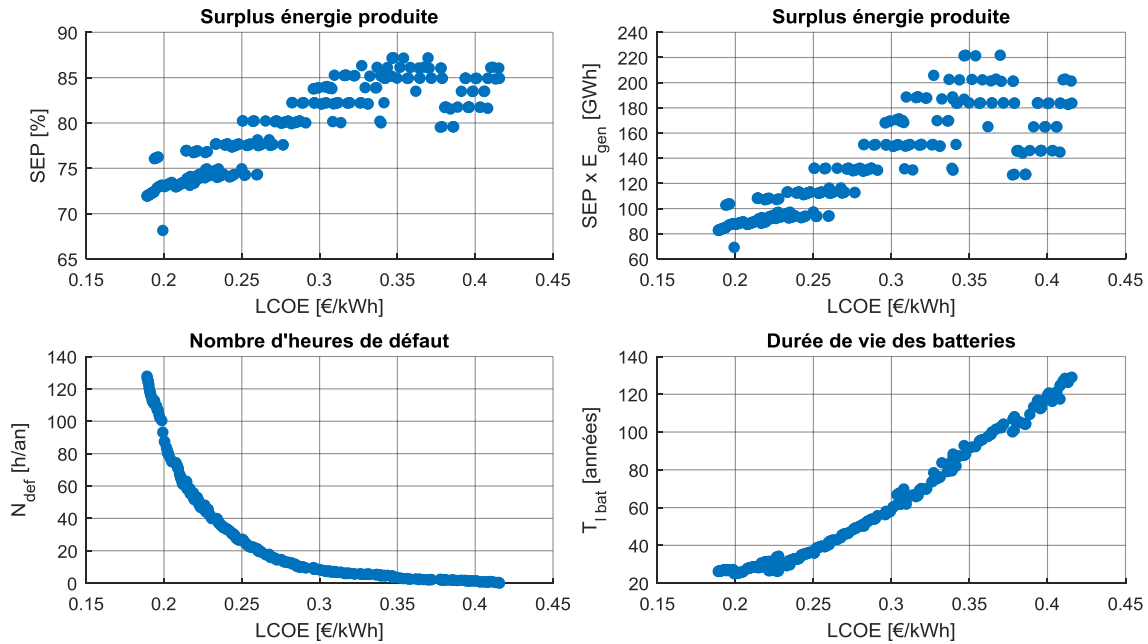 Surplus énergie produite
90
85
80
75
70
65
SEP [%]
0.15 0.2 0.25 0.3 0.35 0.4 0.45
LCOE [€/kWh]
Surplus énergie produite
240
220
200
180
160
140
120
100
80
60
SEP x E_gen [GWh]
0.15 0.2 0.25 0.3 0.35 0.4 0.45
LCOE [€/kWh]
Nombre d'heures de défaut
140
120
100
80
60
40
20
0
N_def [h/an]
0.15 0.2 0.25 0.3 0.35 0.4 0.45
LCOE [€/kWh]
Durée de vie des batteries
140
120
100
80
60
40
20
T_l bat [années]
0.15 0.2 0.25 0.3 0.35 0.4 0.45
LCOE [€/kWh]